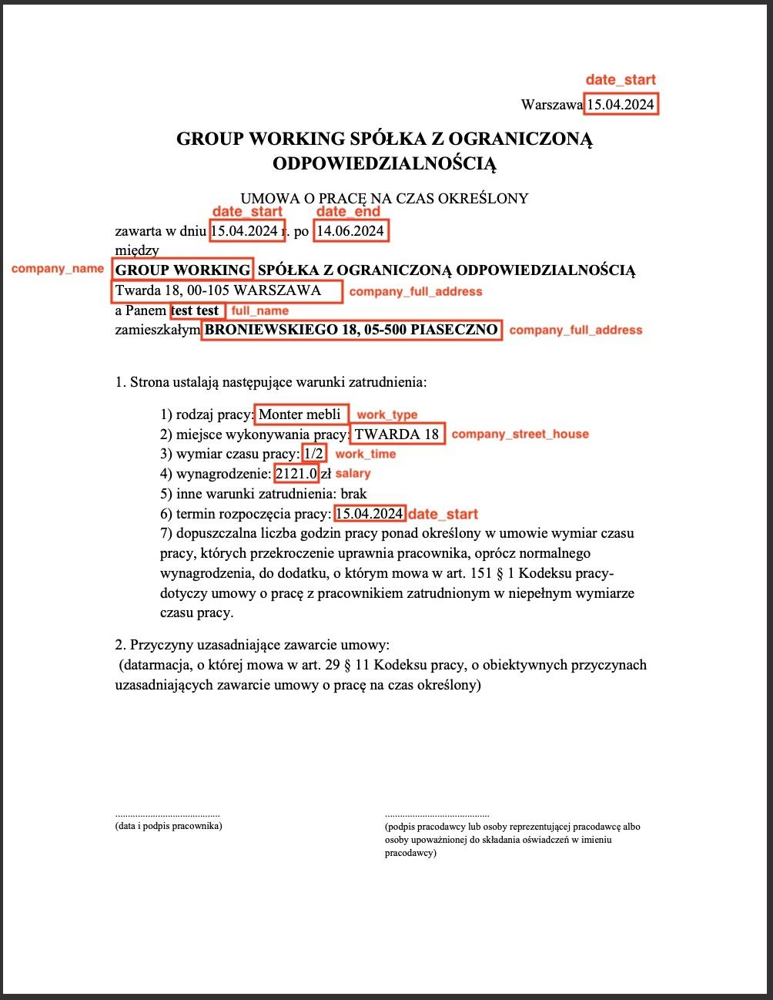 date_start
Warszawa 15.04.2024
GROUP WORKING SPÓŁKA Z OGRANICZONĄ
ODPOWIEDZIALNOŚCIĄ
UMOWA O PRACĘ NA CZAS OKREŚLONY
date_start date_end
zawarta w dniu 15.04.2024 r. po 14.06.2024
między
company_name GROUP WORKING SPÓŁKA Z OGRANICZONĄ ODPOWIEDZIALNOŚCIĄ
Twarda 18, 00-105 WARSZAWA company_full_address
a Panem test test full_name
zamieszkałym BRONIEWSKIEGO 18, 05-500 PIASECZNO company_full_address
1. Strona ustalają następujące warunki zatrudnienia:
1) rodzaj pracy: Monter mebli work_type
2) miejsce wykonywania pracy: TWARDA 18 company_street_house
3) wymiar czasu pracy: 1/2 work_time
4) wynagrodzenie: 2121.0 zł salary
5) inne warunki zatrudnienia: brak
6) termin rozpoczęcia pracy: 15.04.2024 date_start
7) dopuszczalna liczba godzin pracy ponad określony w umowie wymiar czasu
pracy, których przekroczenie uprawnia pracownika, oprócz normalnego
wynagrodzenia, do dodatku, o którym mowa w art. 151 § 1 Kodeksu pracy-
dotyczy umowy o pracę z pracownikiem zatrudnionym w niepełnym wymiarze
czasu pracy.
2. Przyczyny uzasadniające zawarcie umowy:
(datarmacja, o której mowa w art. 29 § 11 Kodeksu pracy, o obiektywnych przyczynach
uzasadniających zawarcie umowy o pracę na czas określony)
.......................................... ..........................................
(data i podpis pracownika) (podpis pracodawcy lub osoby reprezentującej pracodawcę albo
osoby upoważnionej do składania oświadczeń w imieniu
pracodawcy)